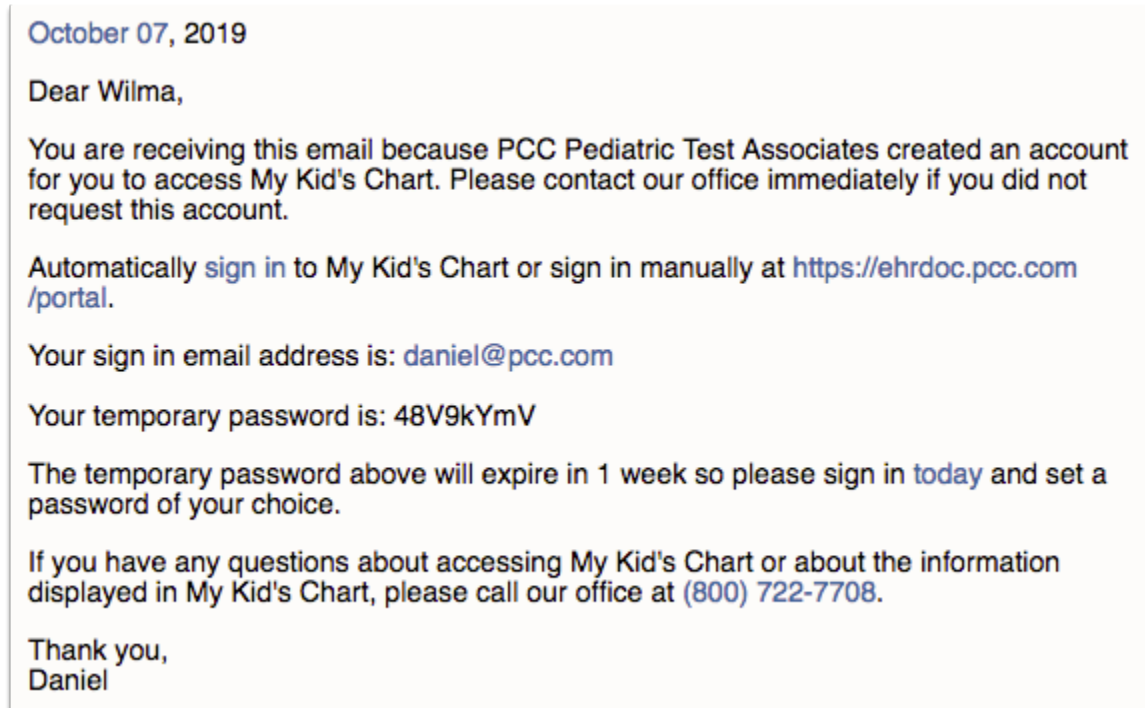 October 07, 2019
Dear Wilma,
You are receiving this email because PCC Pediatric Test Associates created an account
for you to access My Kid's Chart. Please contact our office immediately if you did not
request this account.
Automatically sign in to My Kid's Chart or sign in manually at https://ehrdoc.pcc.com
/portal.
Your sign in email address is: daniel@pcc.com
Your temporary password is: 48V9kYmV
The temporary password above will expire in 1 week so please sign in today and set a
password of your choice.
If you have any questions about accessing My Kid's Chart or about the information
displayed in My Kid's Chart, please call our office at (800) 722-7708.
Thank you,
Daniel